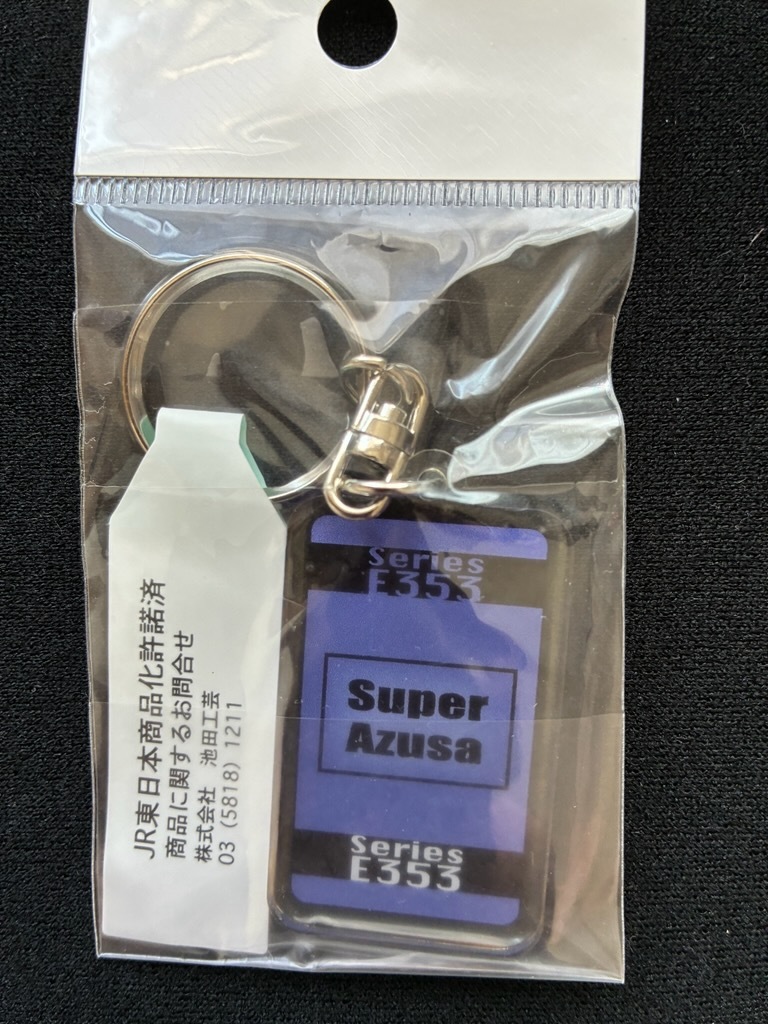 JR東日本商品化許諾済
商品に関するお問合せ
株式会社 池田工芸
03 (5818) 1211
Series
E353
Super
Azusa
Series
E353